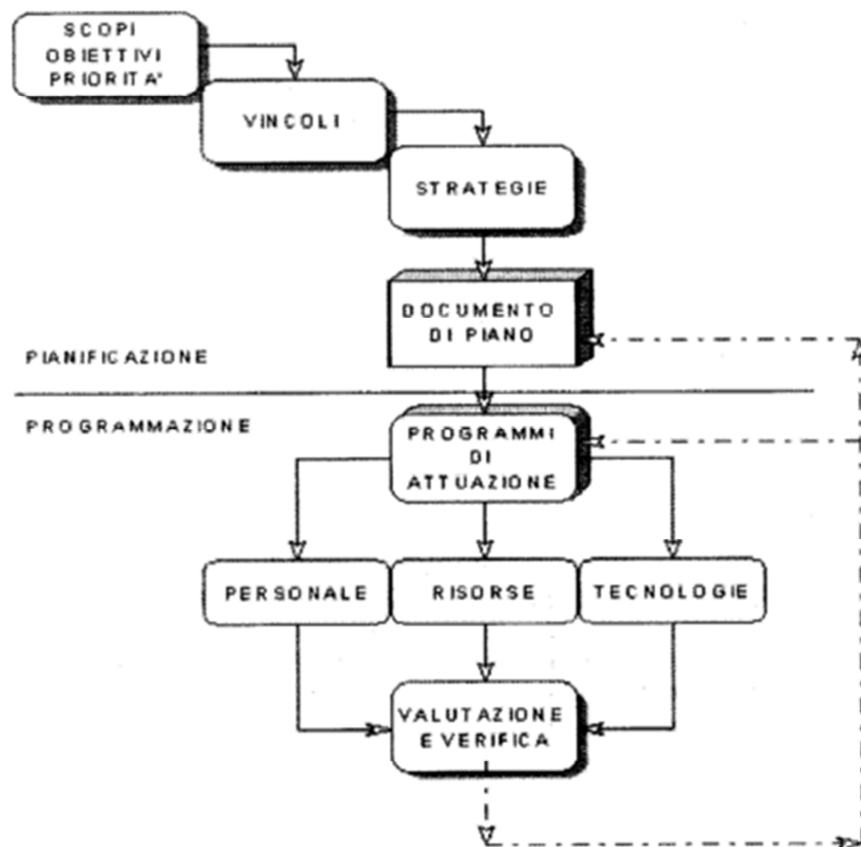 SCOPI
OBIETTIVI
PRIORITA'
VINCOLI
STRATEGIE
DOCUMENTO
DI PIANO
PIANIFICAZIONE
PROGRAMMAZIONE
PROGRAMMI
DI
ATTUAZIONE
PERSONALE
RISORSE
TECNOLOGIE
VALUTAZIONE
E VERIFICA